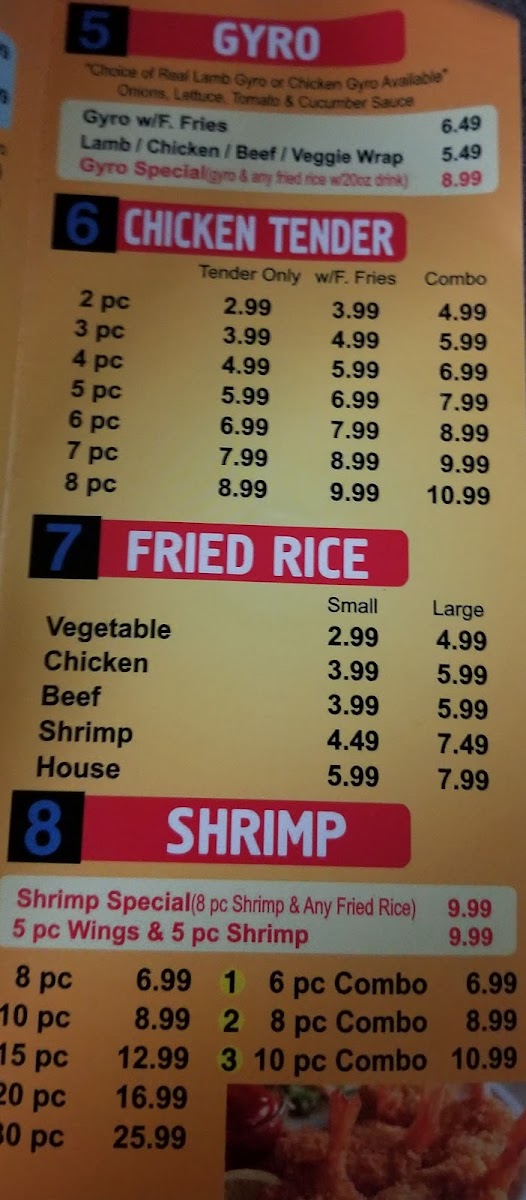 5 GYRO
"Choice of Real Lamb Gyro or Chicken Gyro Available"
Onions, Lettuce, Tomato & Cucumber Sauce
Gyro w/F. Fries 6.49
Lamb / Chicken / Beef / Veggie Wrap 5.49
Gyro Special(gyro & any fried rice w/20oz drink) 8.99
6 CHICKEN TENDER
Tender Only w/F. Fries Combo
2 pc 2.99 3.99 4.99
3 pc 3.99 4.99 5.99
4 pc 4.99 5.99 6.99
5 pc 5.99 6.99 7.99
6 pc 6.99 7.99 8.99
7 pc 7.99 8.99 9.99
8 pc 8.99 9.99 10.99
7 FRIED RICE
Small Large
Vegetable 2.99 4.99
Chicken 3.99 5.99
Beef 3.99 5.99
Shrimp 4.49 7.49
House 5.99 7.99
8 SHRIMP
Shrimp Special(8 pc Shrimp & Any Fried Rice) 9.99
5 pc Wings & 5 pc Shrimp 9.99
8 pc 6.99 1 6 pc Combo 6.99
10 pc 8.99 2 8 pc Combo 8.99
15 pc 12.99 3 10 pc Combo 10.99
20 pc 16.99
30 pc 25.99